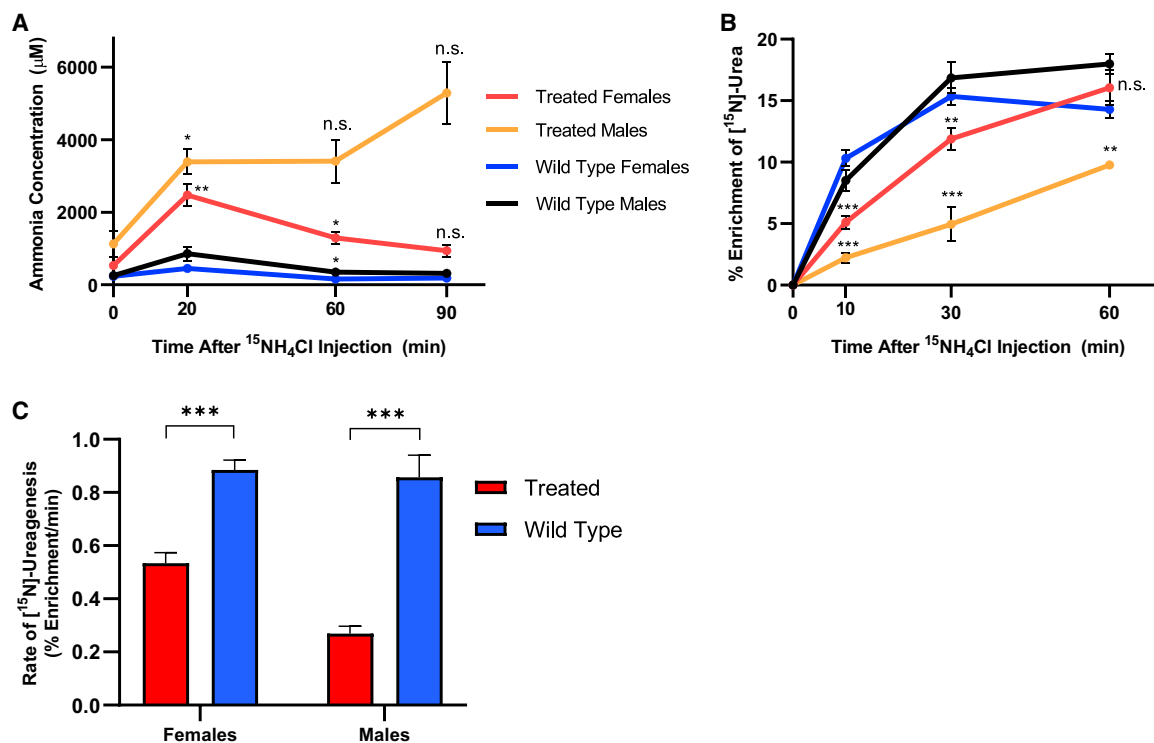 A
Ammonia Concentration (μM)
6000
4000
2000
0
0
20
60
90
Time After ¹⁵NH₄Cl Injection (min)
*
**
n.s.
*
*
n.s.
n.s.
Treated Females
Treated Males
Wild Type Females
Wild Type Males
B
% Enrichment of [¹⁵N]-Urea
20
15
10
5
0
0
10
30
60
Time After ¹⁵NH₄Cl Injection (min)
***
***
**
***
n.s.
**
C
Rate of [¹⁵N]-Ureagenesis
(% Enrichment/min)
1.0
0.8
0.6
0.4
0.2
0.0
***
***
Females
Males
Treated
Wild Type